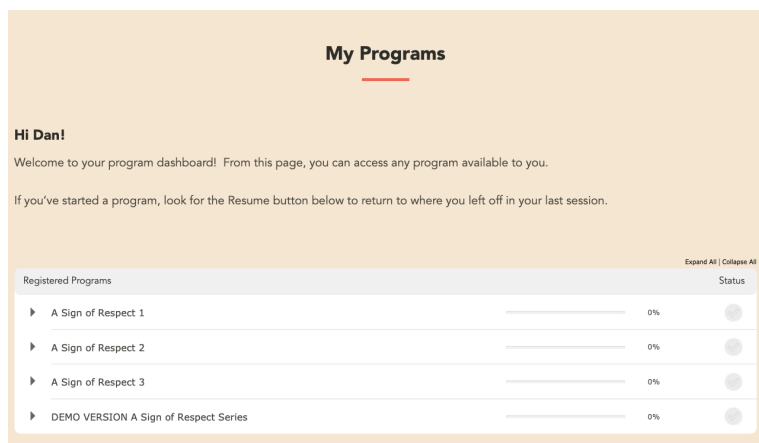 My Programs
Hi Dan!
Welcome to your program dashboard!  From this page, you can access any program available to you.
If you've started a program, look for the Resume button below to return to where you left off in your last session.
Expand All | Collapse All
Registered Programs Status
A Sign of Respect 1 0%
A Sign of Respect 2 0%
A Sign of Respect 3 0%
DEMO VERSION A Sign of Respect Series 0%